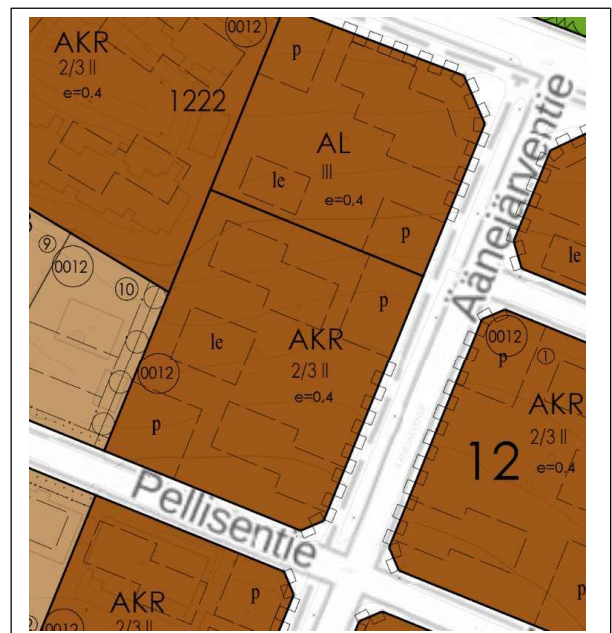 0012
p
AKR
2/3 II
e=0.4
1222
AL
III
e=0,4
le
p
Äänejärventie
le
9
0012
10
p
le
AKR
2/3 II
e=0,4
0012
p
0012
p
1
AKR
2/3 II
e=0.4
12
Pellisentie
AKR
2/3 II
p
p
0012